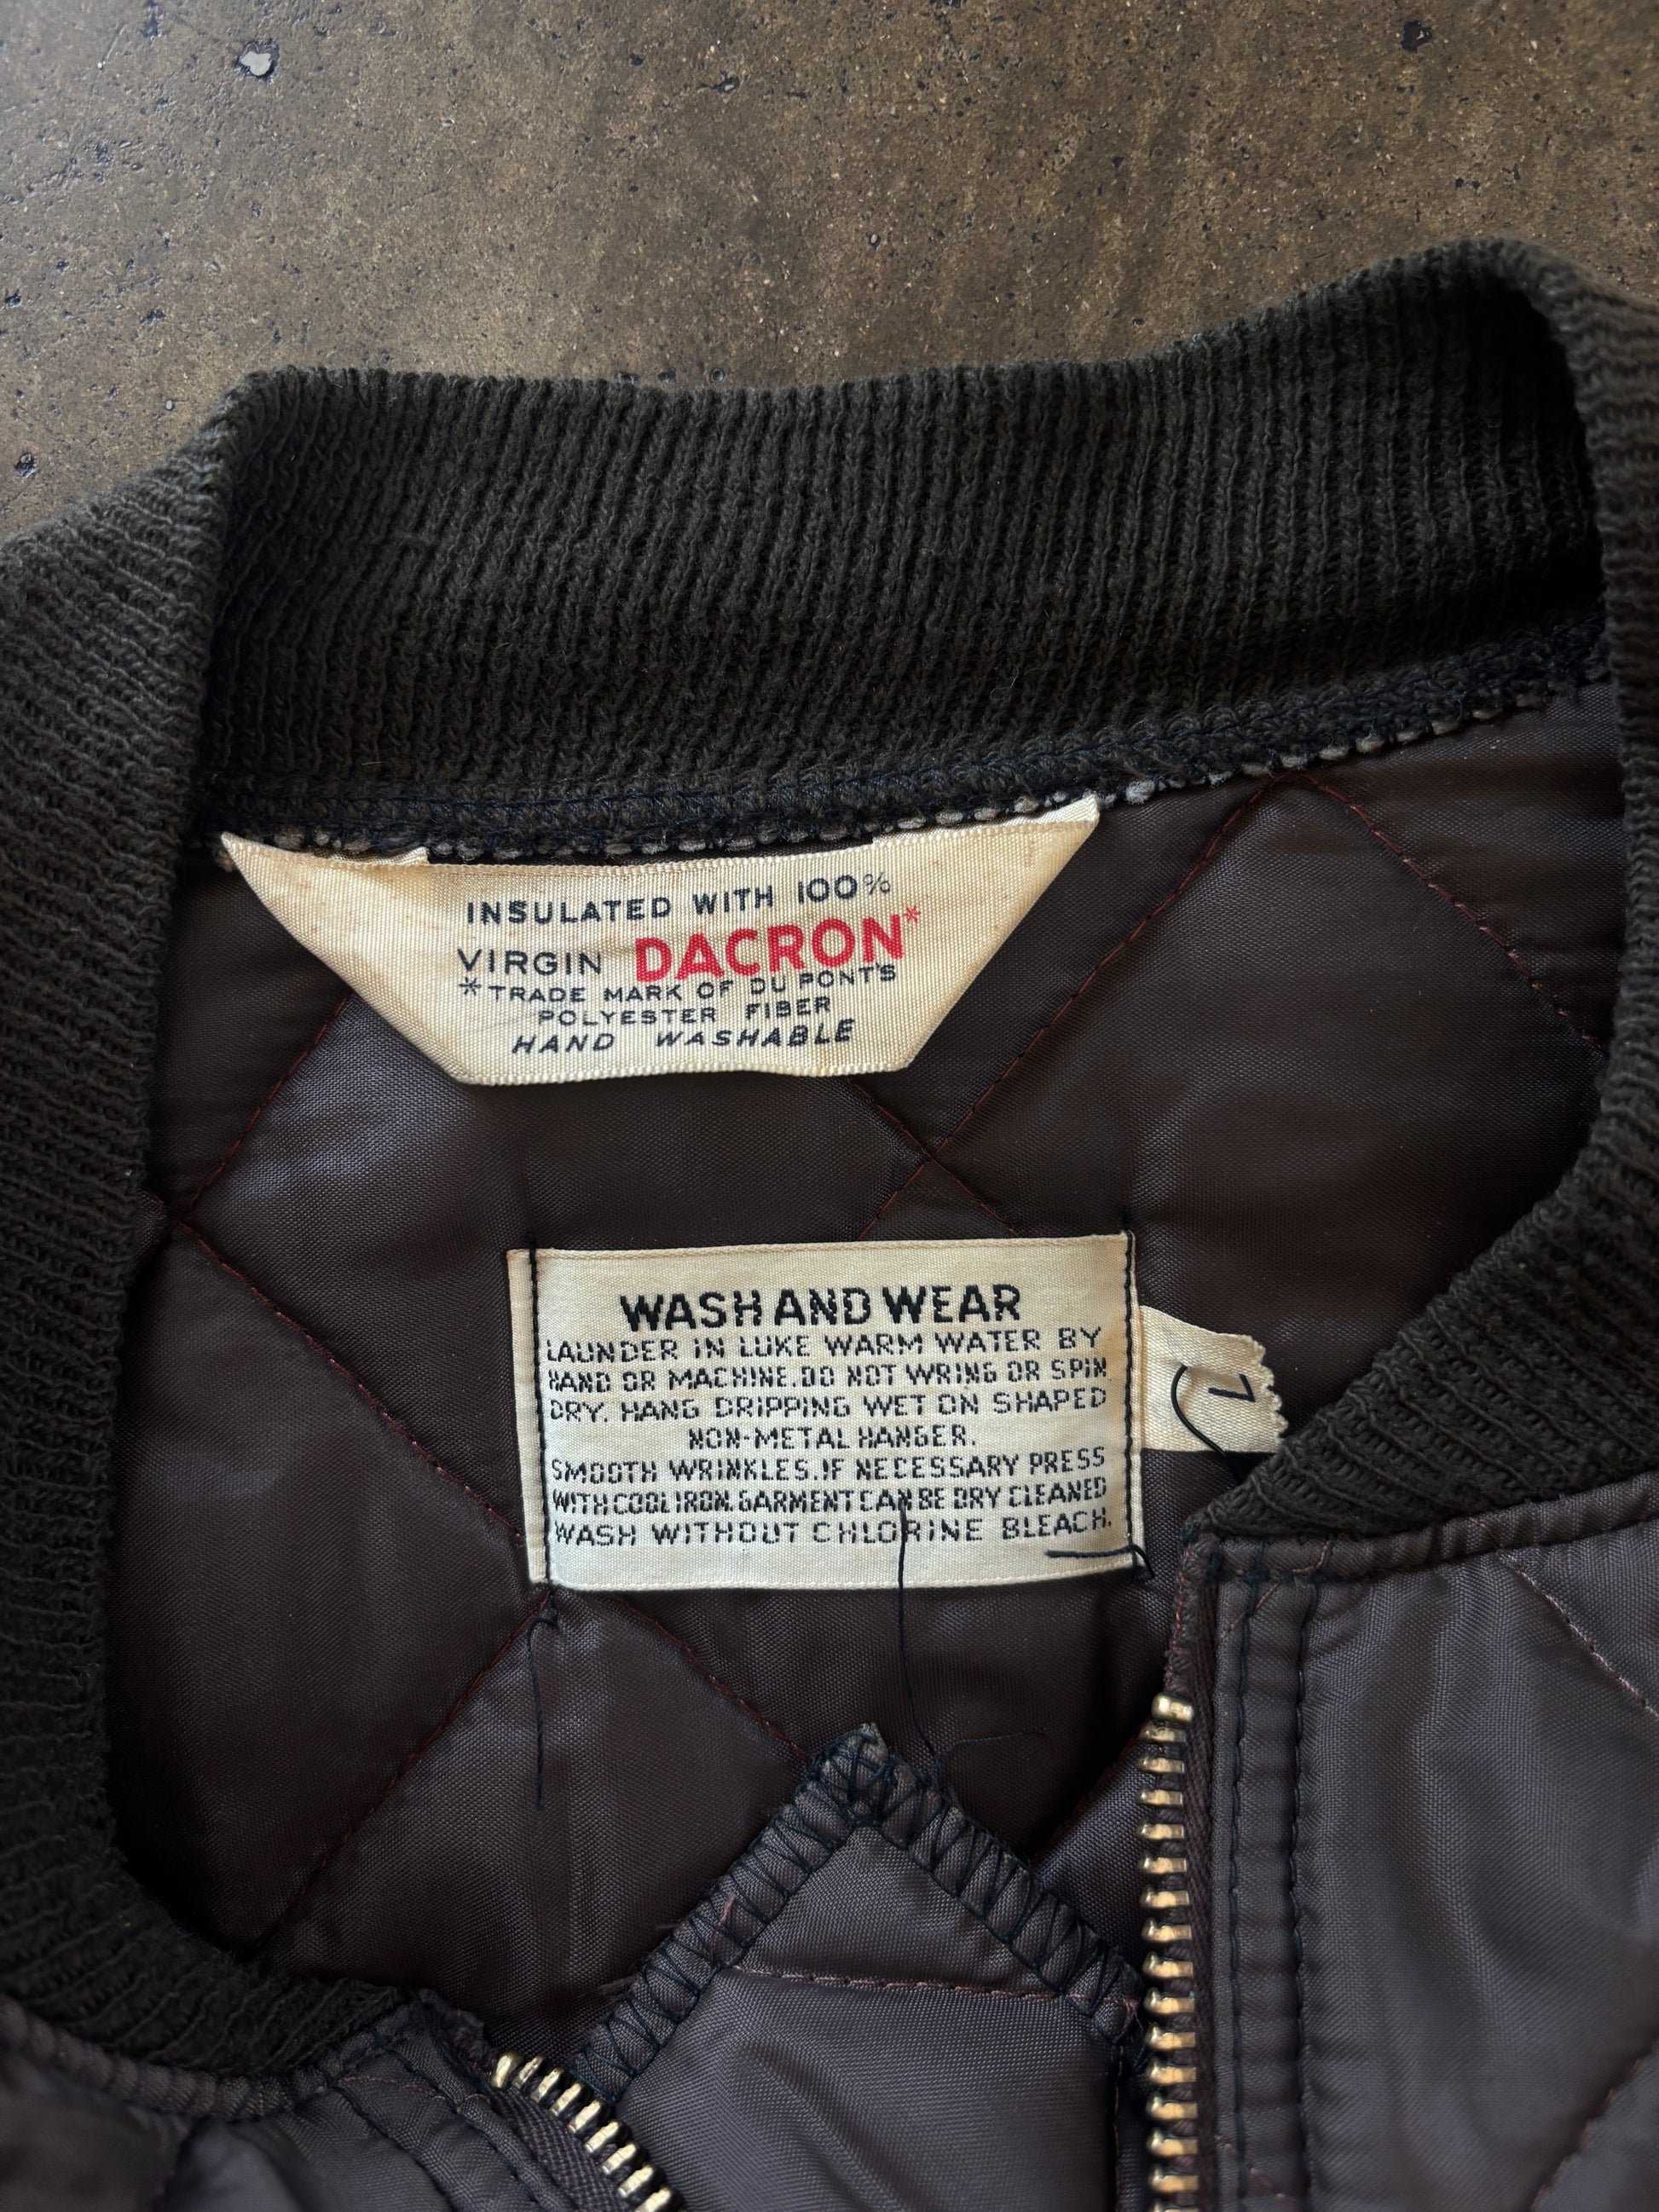 INSULATED WITH 100%
VIRGIN DACRON*
*TRADE MARK OF DU PONT'S
POLYESTER FIBER
HAND WASHABLE
WASH AND WEAR
LAUNDER IN LUKE WARM WATER BY
HAND OR MACHINE.DO NOT WRING OR SPIN
DRY. HANG DRIPPING WET ON SHAPED
NON-METAL HANGER.
SMOOTH WRINKLES.IF NECESSARY PRESS
WITH COOL IRON.GARMENT CAN BE DRY CLEANED
WASH WITHOUT CHLORINE BLEACH.